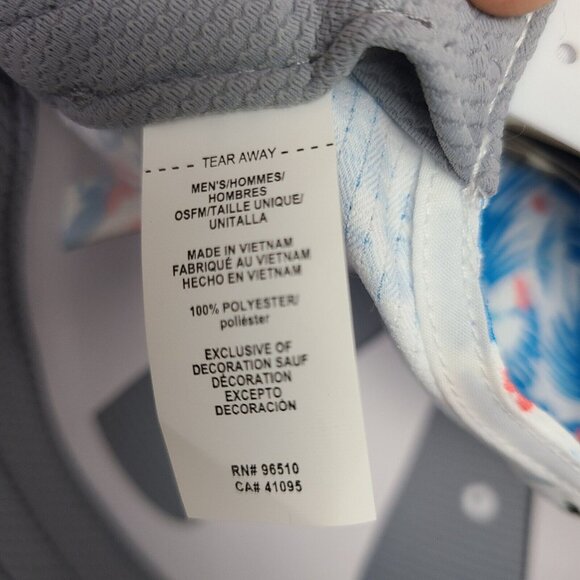 TEAR AWAY
MEN'S/HOMMES/
HOMBRES
OSFM/TAILLE UNIQUE/
UNITALLA
MADE IN VIETNAM
FABRIQUÉ AU VIETNAM
HECHO EN VIETNAM
100% POLYESTER/
poliéster
EXCLUSIVE OF
DECORATION SAUF
DÉCORATION
EXCEPTO
DECORACIÓN
RN# 96510
CA# 41095